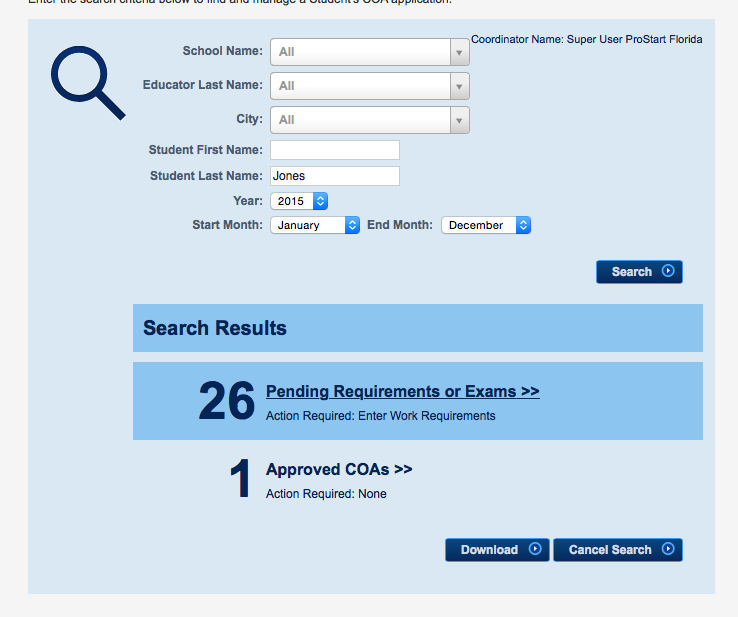 Enter the search criteria below to find and manage a Student's COA application.
Coordinator Name: Super User ProStart Florida
School Name: All
Educator Last Name: All
City: All
Student First Name:
Student Last Name: Jones
Year: 2015
Start Month: January End Month: December
Search
Search Results
26 Pending Requirements or Exams >>
Action Required: Enter Work Requirements
1 Approved COAs >>
Action Required: None
Download Cancel Search